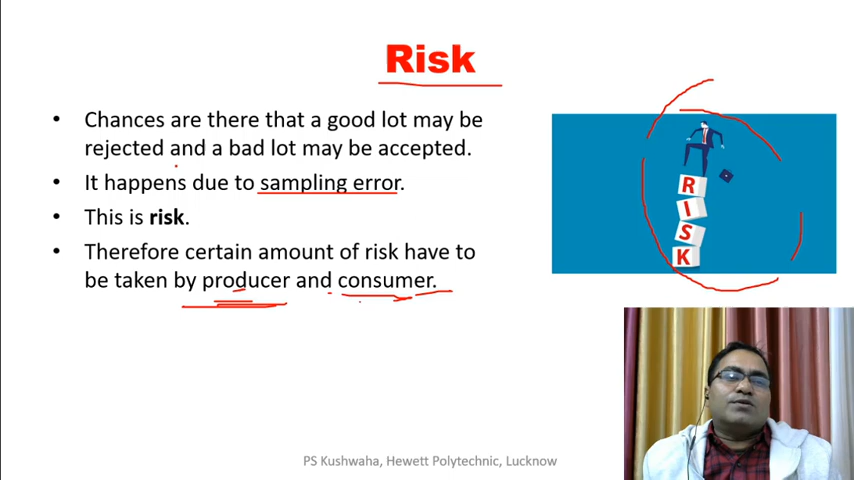 Risk
• Chances are there that a good lot may be
rejected and a bad lot may be accepted.
• It happens due to sampling error.
• This is risk.
• Therefore certain amount of risk have to
be taken by producer and consumer.
R
I
S
K
PS Kushwaha, Hewett Polytechnic, Lucknow